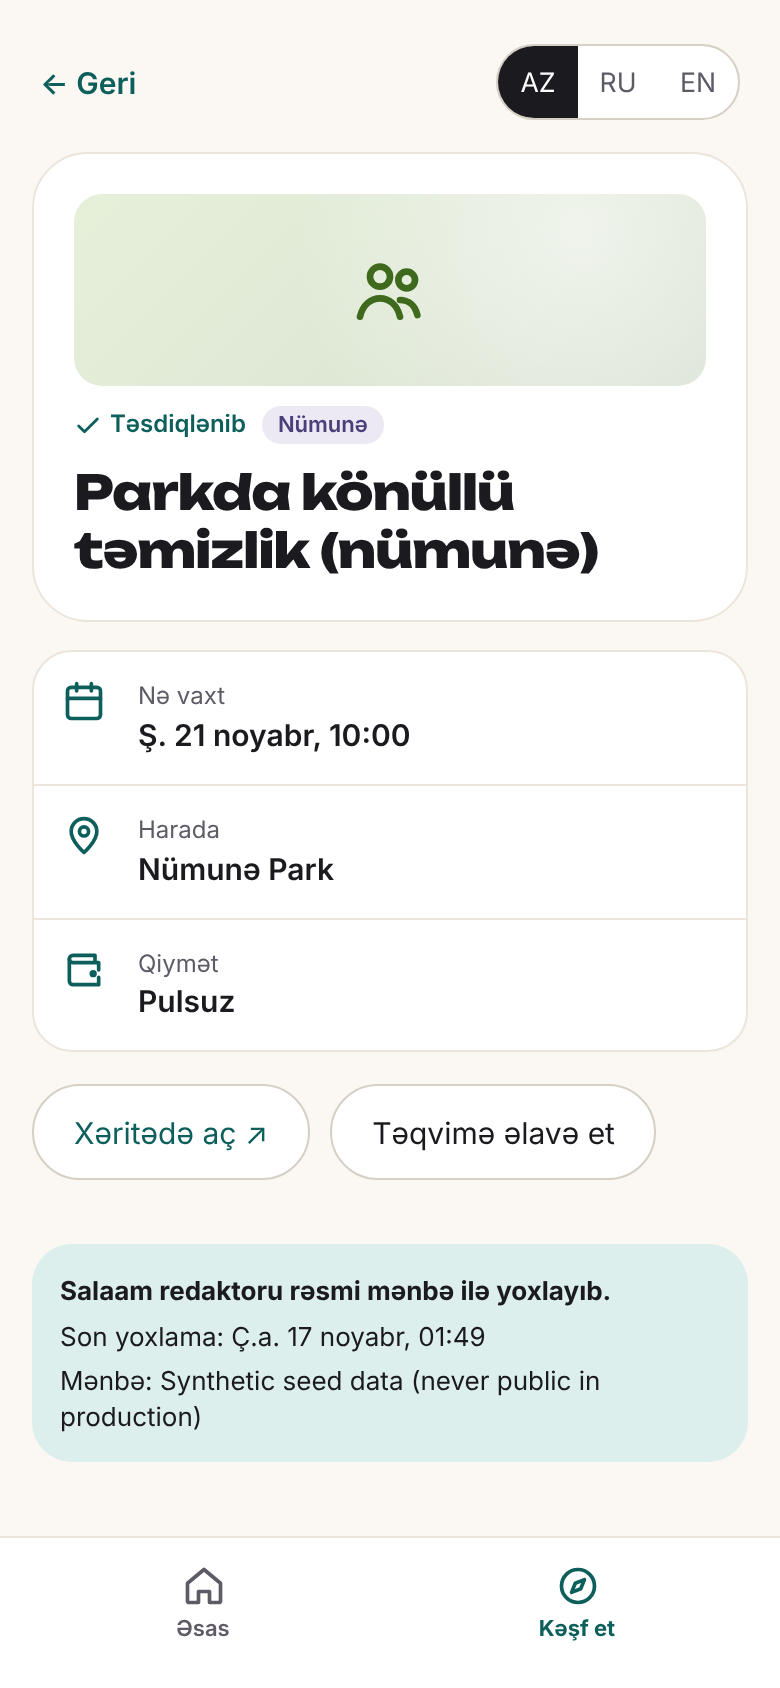 ← Geri
AZ RU EN
Təsdiqlənib Nümunə
Parkda könüllü
təmizlik (nümunə)
Nə vaxt
Ş. 21 noyabr, 10:00
Harada
Nümunə Park
Qiymət
Pulsuz
Xəritədə aç ↗ Təqvimə əlavə et
Salaam redaktoru rəsmi mənbə ilə yoxlayıb.
Son yoxlama: Ç.a. 17 noyabr, 01:49
Mənbə: Synthetic seed data (never public in
production)
Əsas Kəşf et